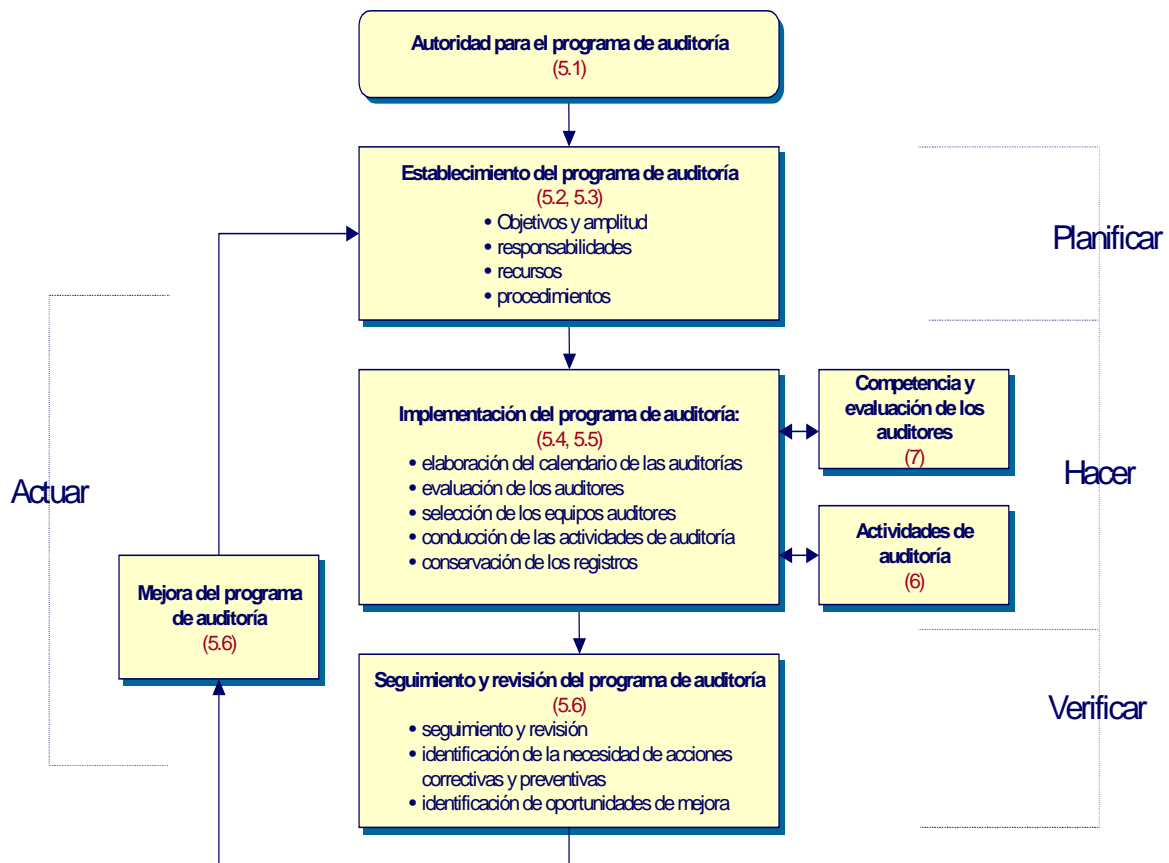 Autoridad para el programa de auditoría
(5.1)
Establecimiento del programa de auditoría
(5.2, 5.3)
• Objetivos y amplitud
• responsabilidades
• recursos
• procedimientos
Planificar
Implementación del programa de auditoría:
(5.4, 5.5)
• elaboración del calendario de las auditorías
• evaluación de los auditores
• selección de los equipos auditores
• conducción de las actividades de auditoría
• conservación de los registros
Competencia y
evaluación de los
auditores
(7)
Hacer
Actividades de
auditoría
(6)
Actuar
Mejora del programa
de auditoría
(5.6)
Seguimiento y revisión del programa de auditoría
(5.6)
• seguimiento y revisión
• identificación de la necesidad de acciones
correctivas y preventivas
• identificación de oportunidades de mejora
Verificar